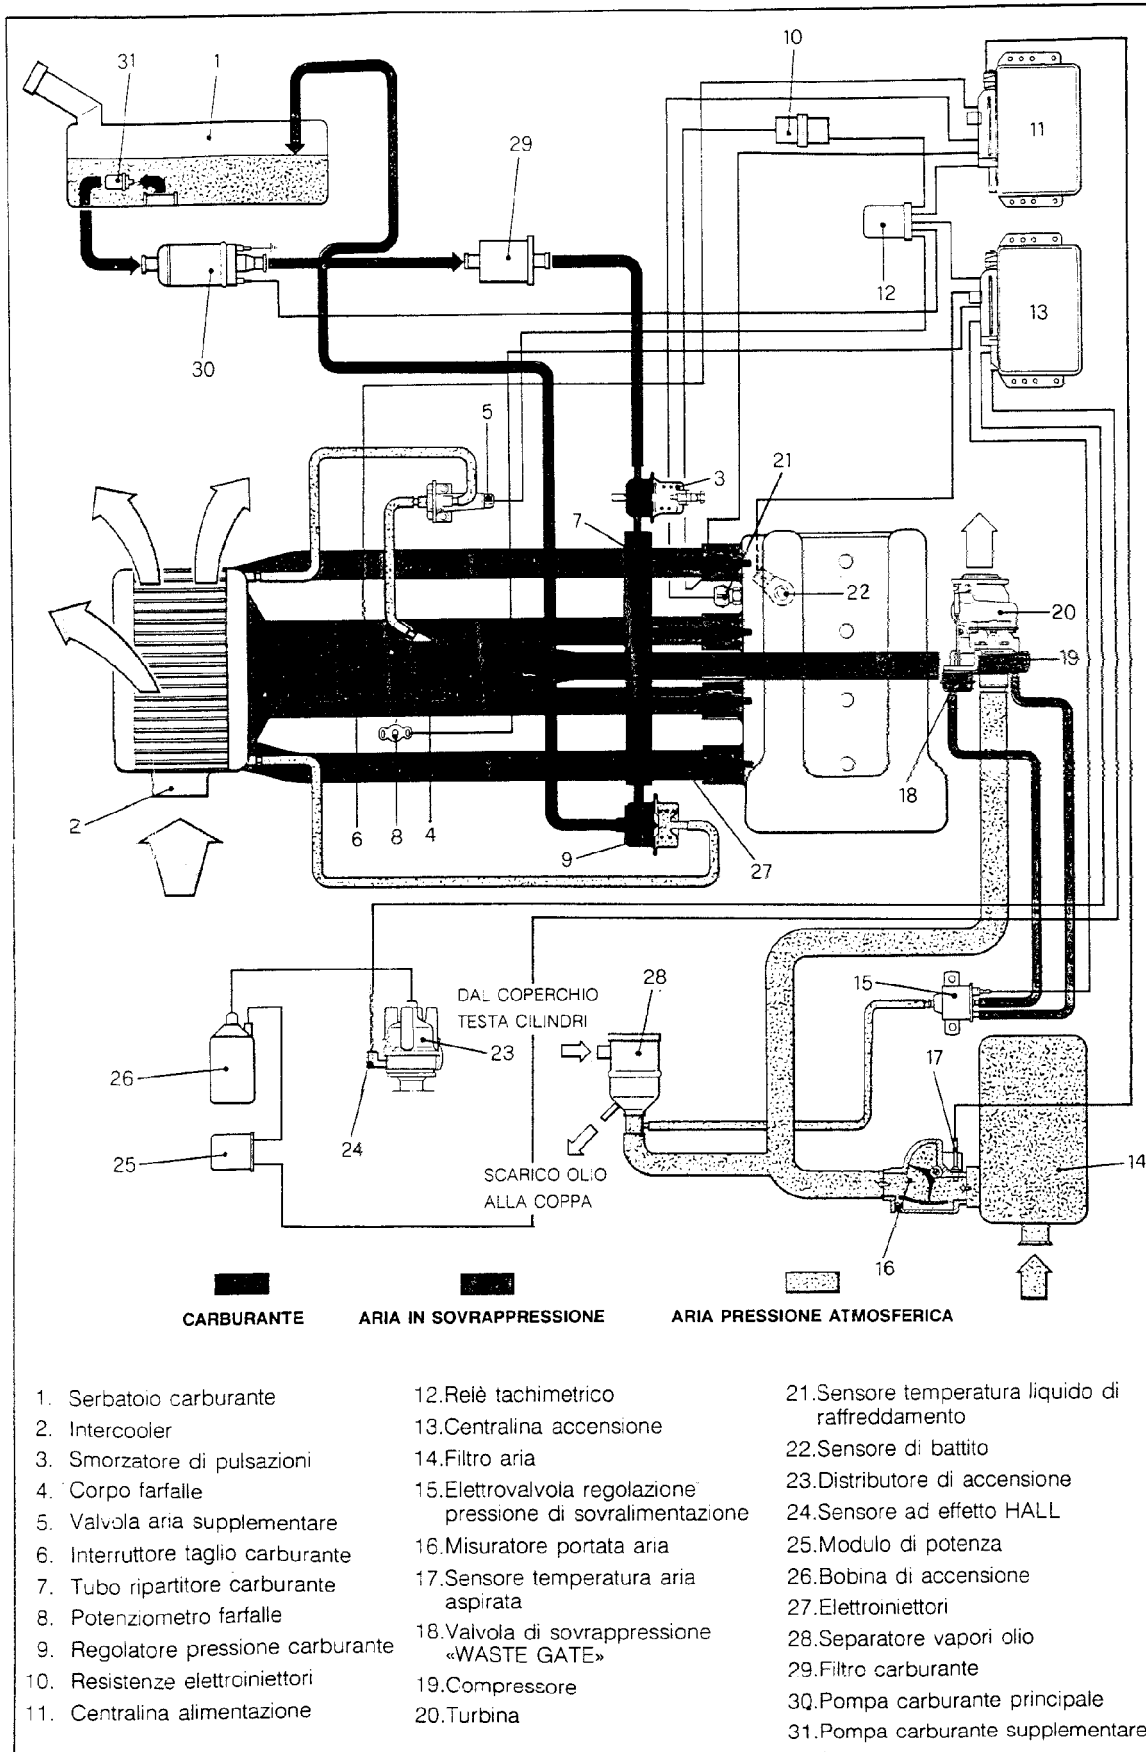 31
1
10
29
11
12
13
30
5
3
21
7
22
20
19
18
2
6
8
4
9
27
28
15
DAL COPERCHIO
TESTA CILINDRI
23
26
17
24
25
14
SCARICO OLIO
ALLA COPPA
16
CARBURANTE
ARIA IN SOVRAPPRESSIONE
ARIA PRESSIONE ATMOSFERICA
1. Serbatoio carburante
2. Intercooler
3. Smorzatore di pulsazioni
4. Corpo farfalle
5. Valvola aria supplementare
6. Interruttore taglio carburante
7. Tubo ripartitore carburante
8. Potenziometro farfalle
9. Regolatore pressione carburante
10. Resistenze elettroiniettori
11. Centralina alimentazione
12.Relè tachimetrico
13.Centralina accensione
14.Filtro aria
15.Elettrovalvola regolazione
pressione di sovralimentazione
16.Misuratore portata aria
17.Sensore temperatura aria
aspirata
18.Valvola di sovrappressione
«WASTE GATE»
19.Compressore
20.Turbina
21.Sensore temperatura liquido di
raffreddamento
22.Sensore di battito
23.Distributore di accensione
24.Sensore ad effetto HALL
25.Modulo di potenza
26.Bobina di accensione
27.Elettroiniettori
28.Separatore vapori olio
29.Filtro carburante
30.Pompa carburante principale
31.Pompa carburante supplementare